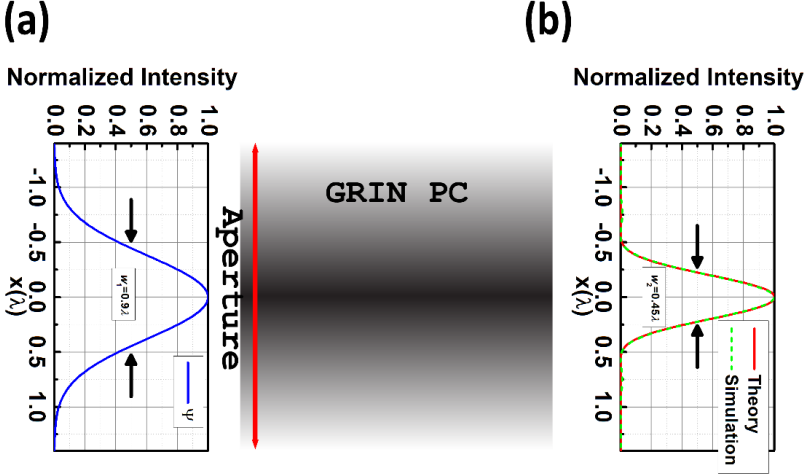 (a)
(b)
Normalized Intensity
0.0 0.2 0.4 0.6 0.8 1.0
-1.0 -0.5 0.0 0.5 1.0
x(λ)
w₁=0.9λ
Ψ
Aperture
GRIN PC
Normalized Intensity
0.0 0.2 0.4 0.6 0.8 1.0
-1.0 -0.5 0.0 0.5 1.0
x(λ)
w₂=0.45λ
Theory
Simulation